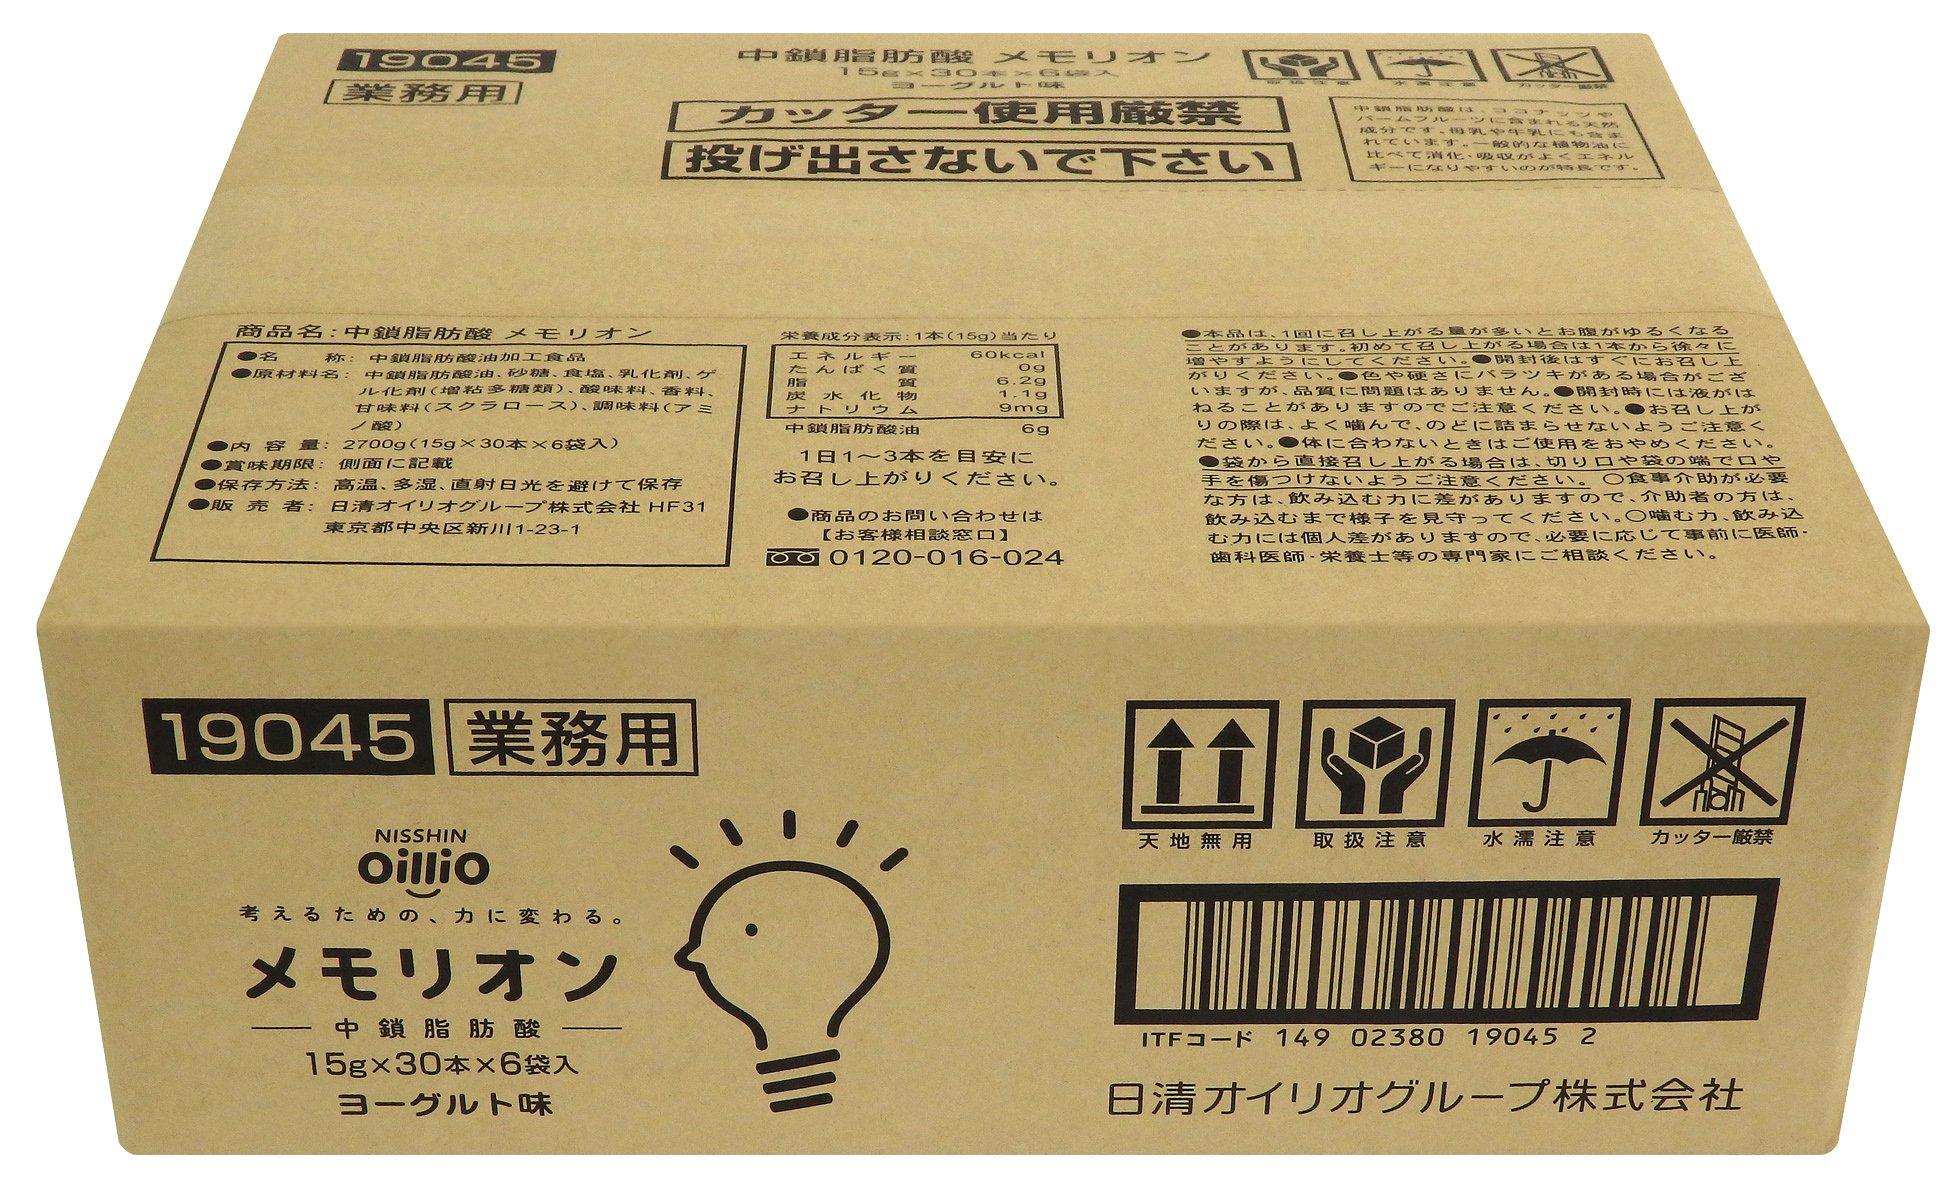 19045
業務用
中鎖脂肪酸 メモリオン
15g×30本×6袋入
ヨーグルト味
カッター使用厳禁
投げ出さないで下さい
取扱注意
水濡注意
カッター厳禁
中鎖脂肪酸は、ココナッツや
パームフルーツに含まれる天然
成分です。母乳や牛乳にも含ま
れています。一般的な植物油に
比べて消化・吸収がよくエネル
ギーになりやすいのが特長です。
商品名：中鎖脂肪酸 メモリオン
●名　称：中鎖脂肪酸油加工食品
●原材料名：中鎖脂肪酸油、砂糖、食塩、乳化剤、ゲ
ル化剤（増粘多糖類）、酸味料、香料、
甘味料（スクラロース）、調味料（アミ
ノ酸）
●内容量：2700g（15g×30本×6袋入）
●賞味期限：側面に記載
●保存方法：高温、多湿、直射日光を避けて保存
●販売者：日清オイリオグループ株式会社 HF31
東京都中央区新川1-23-1
栄養成分表示：1本（15g）当たり
エネルギー 60kcal
たんぱく質 0g
脂質 6.2g
炭水化物 1.1g
ナトリウム 9mg
中鎖脂肪酸油 6g
1日1〜3本を目安に
お召し上がりください。
●商品のお問い合わせは
【お客様相談窓口】
0120-016-024
●本品は、1回に召し上がる量が多いとお腹がゆるくなる
ことがあります。初めて召し上がる場合は1本から徐々に
増やすようにしてください。●開封後はすぐにお召し上
がりください。●色や硬さにバラツキがある場合がござ
いますが、品質に問題はありません。●開封時には液がは
ねることがありますのでご注意ください。●お召し上が
りの際は、よく噛んで、のどに詰まらせないようご注意く
ださい。●体に合わないときはご使用をおやめください。
●袋から直接召し上がる場合は、切り口や袋の端で口や
手を傷つけないようご注意ください。○食事介助が必要
な方は、飲み込む力に差がありますので、介助者の方は、
飲み込むまで様子を見守ってください。○噛む力、飲み込
む力には個人差がありますので、必要に応じて事前に医師・
歯科医師・栄養士等の専門家にご相談ください。
19045
業務用
NISSHIN
OilliO
考えるための、力に変わる。
メモリオン
中鎖脂肪酸
15g×30本×6袋入
ヨーグルト味
天地無用
取扱注意
水濡注意
カッター厳禁
ITFコード 149 02380 19045 2
日清オイリオグループ株式会社